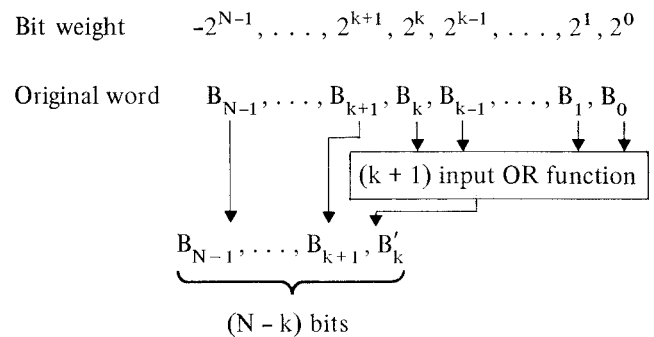 Bit weight -2^{N-1}, . . . . , 2^{k+1}, 2^k, 2^{k-1}, . . . . , 2^1, 2^0
Original word B_{N-1}, . . . . , B_{k+1}, B_k, B_{k-1}, . . . . , B_1, B_0
(k + 1) input OR function
B_{N-1}, . . . . , B_{k+1}, B'_k
(N - k) bits